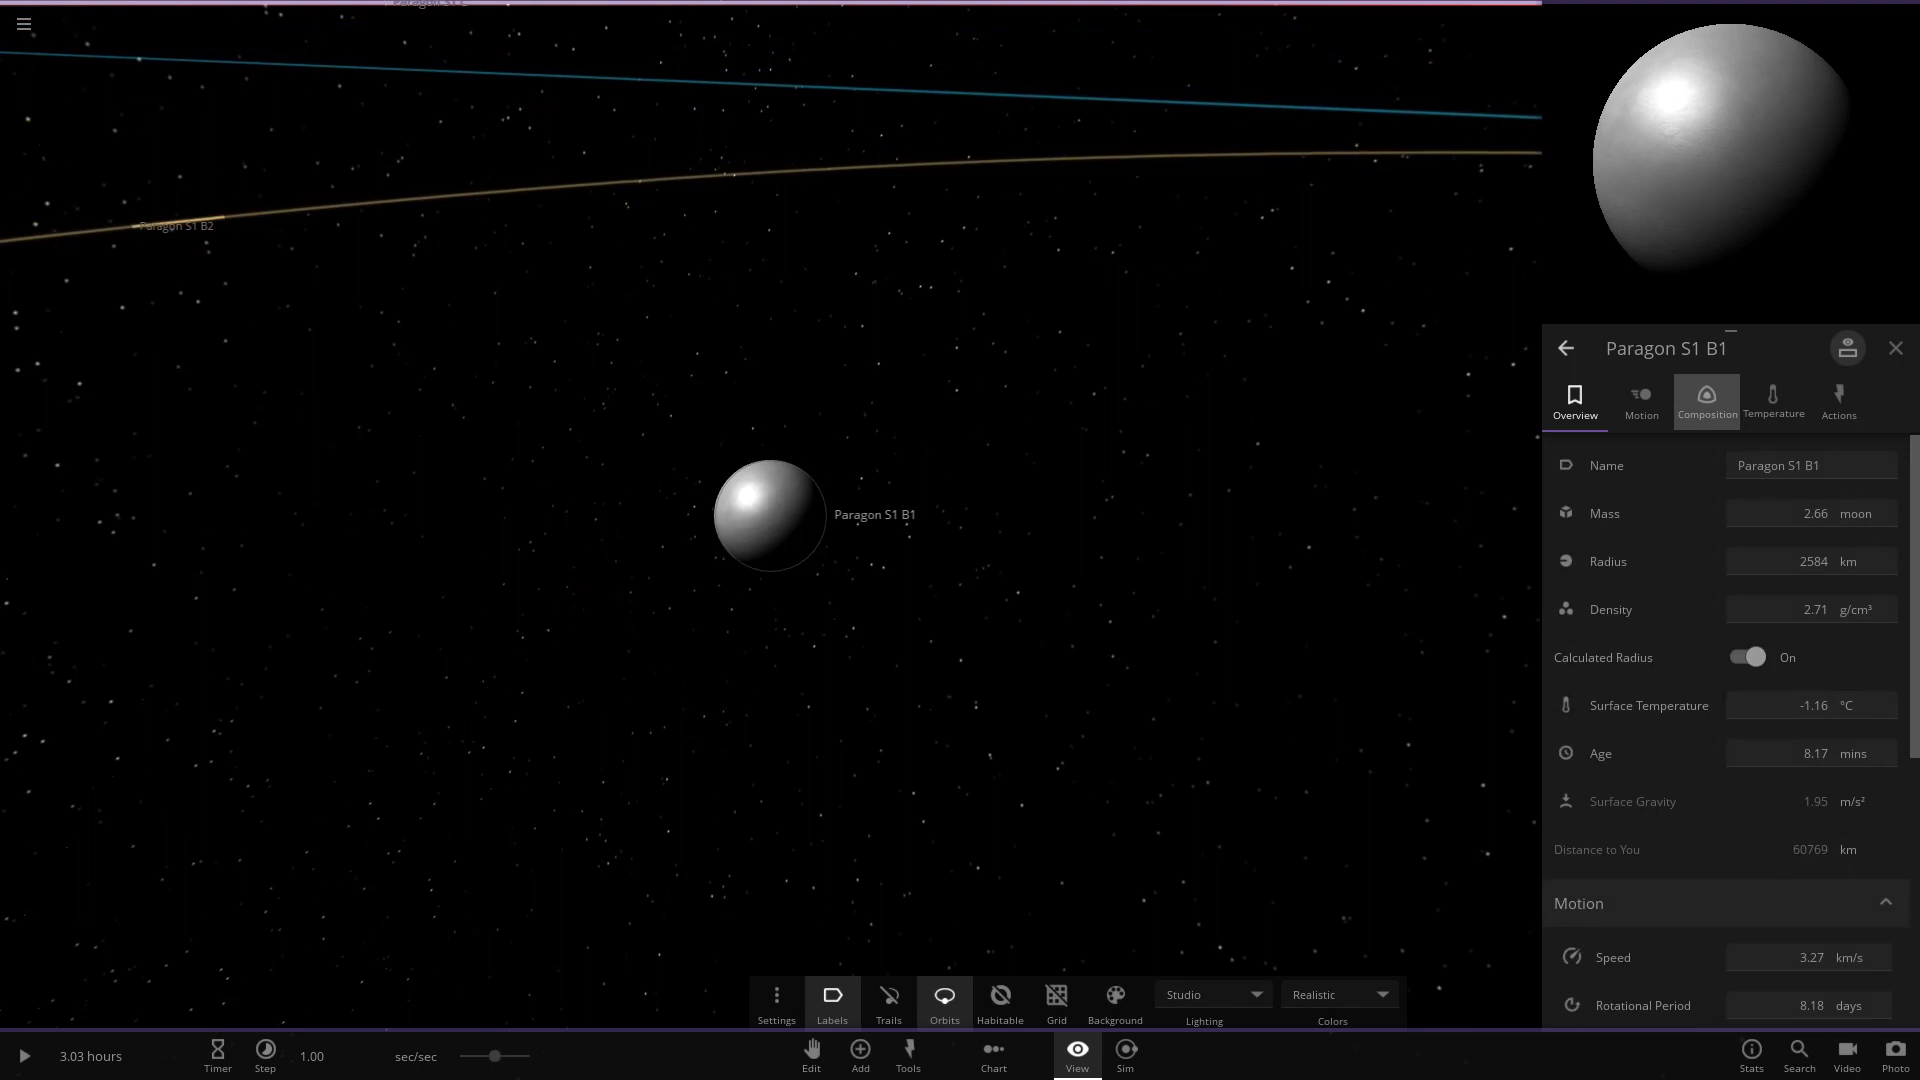 Paragon S1 B2
Paragon S1 B1
Paragon S1 B1
Overview
Motion
Composition
Temperature
Actions
Name Paragon S1 B1
Mass 2.66 moon
Radius 2584 km
Density 2.71 g/cm³
Calculated Radius On
Surface Temperature -1.16 °C
Age 8.17 mins
Surface Gravity 1.95 m/s²
Distance to You 60769 km
Motion
Speed 3.27 km/s
Rotational Period 8.18 days
Settings
Labels
Trails
Orbits
Habitable
Grid
Background
Studio
Lighting
Realistic
Colors
3.03 hours
Timer
Step
1.00 sec/sec
Edit
Add
Tools
Chart
View
Sim
Stats
Search
Video
Photo